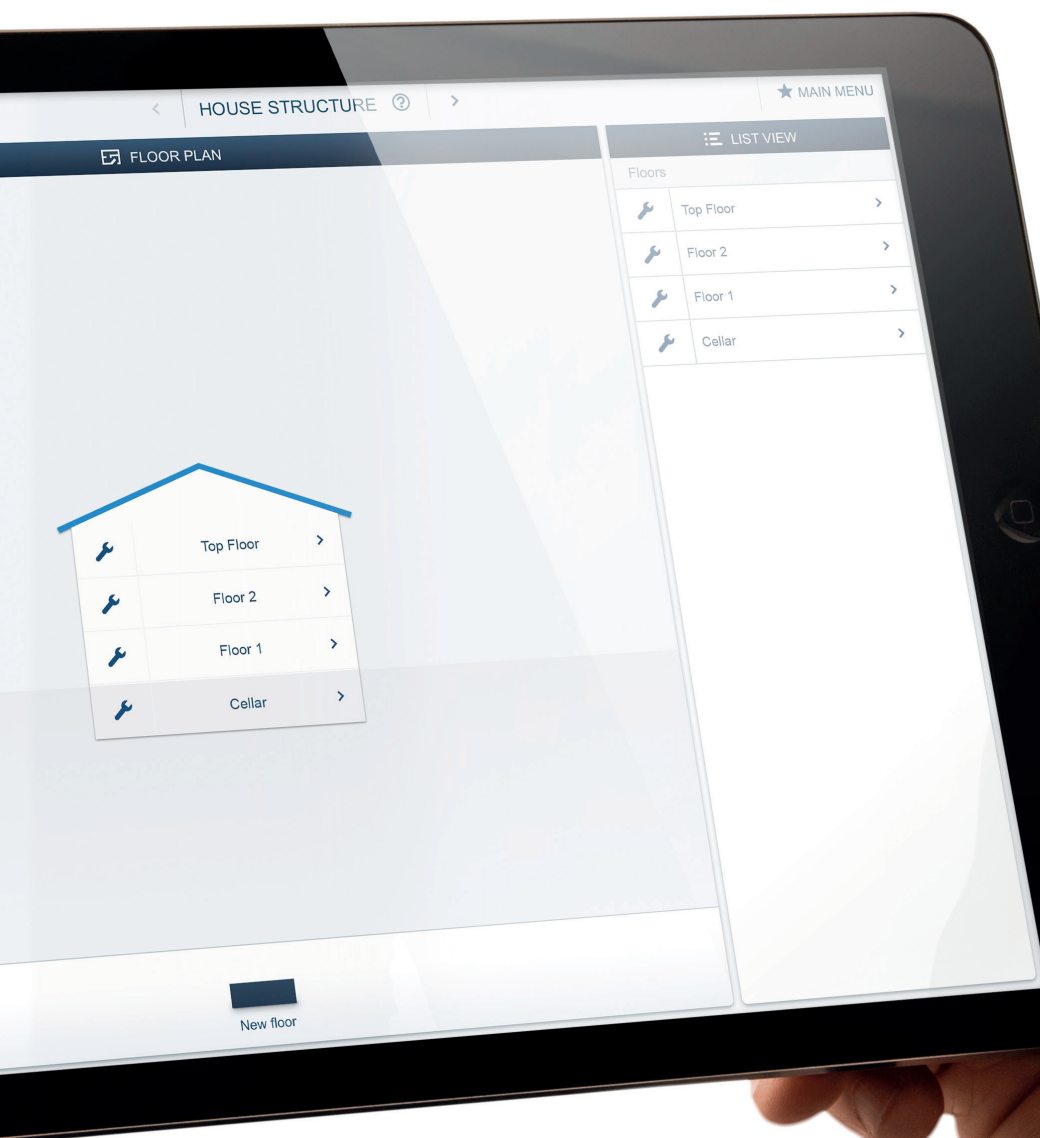 HOUSE STRUCTURE ?
MAIN MENU
FLOOR PLAN
LIST VIEW
Floors
Top Floor
Floor 2
Floor 1
Cellar
Top Floor
Floor 2
Floor 1
Cellar
New floor